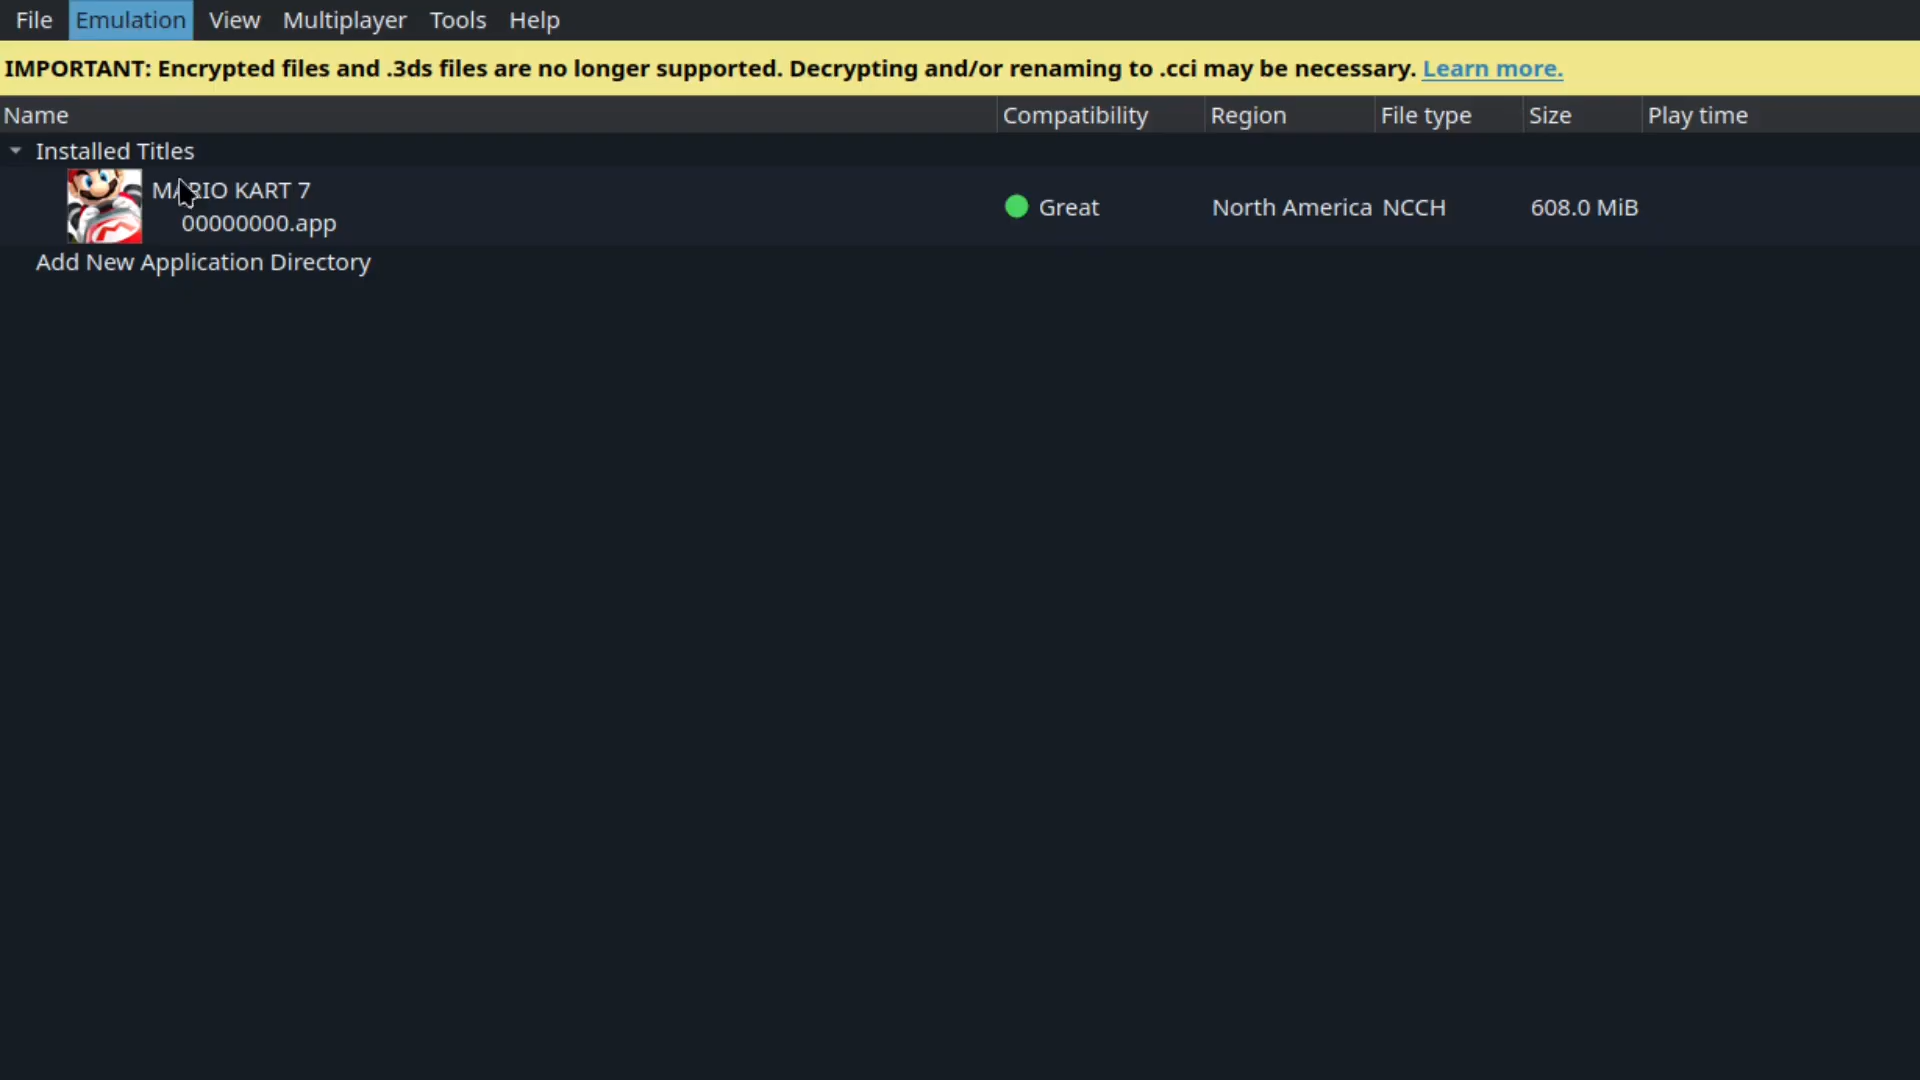 File Emulation View Multiplayer Tools Help
IMPORTANT: Encrypted files and .3ds files are no longer supported. Decrypting and/or renaming to .cci may be necessary. Learn more.
Name Compatibility Region File type Size Play time
Installed Titles
MARIO KART 7
00000000.app
Great North America NCCH 608.0 MiB
Add New Application Directory